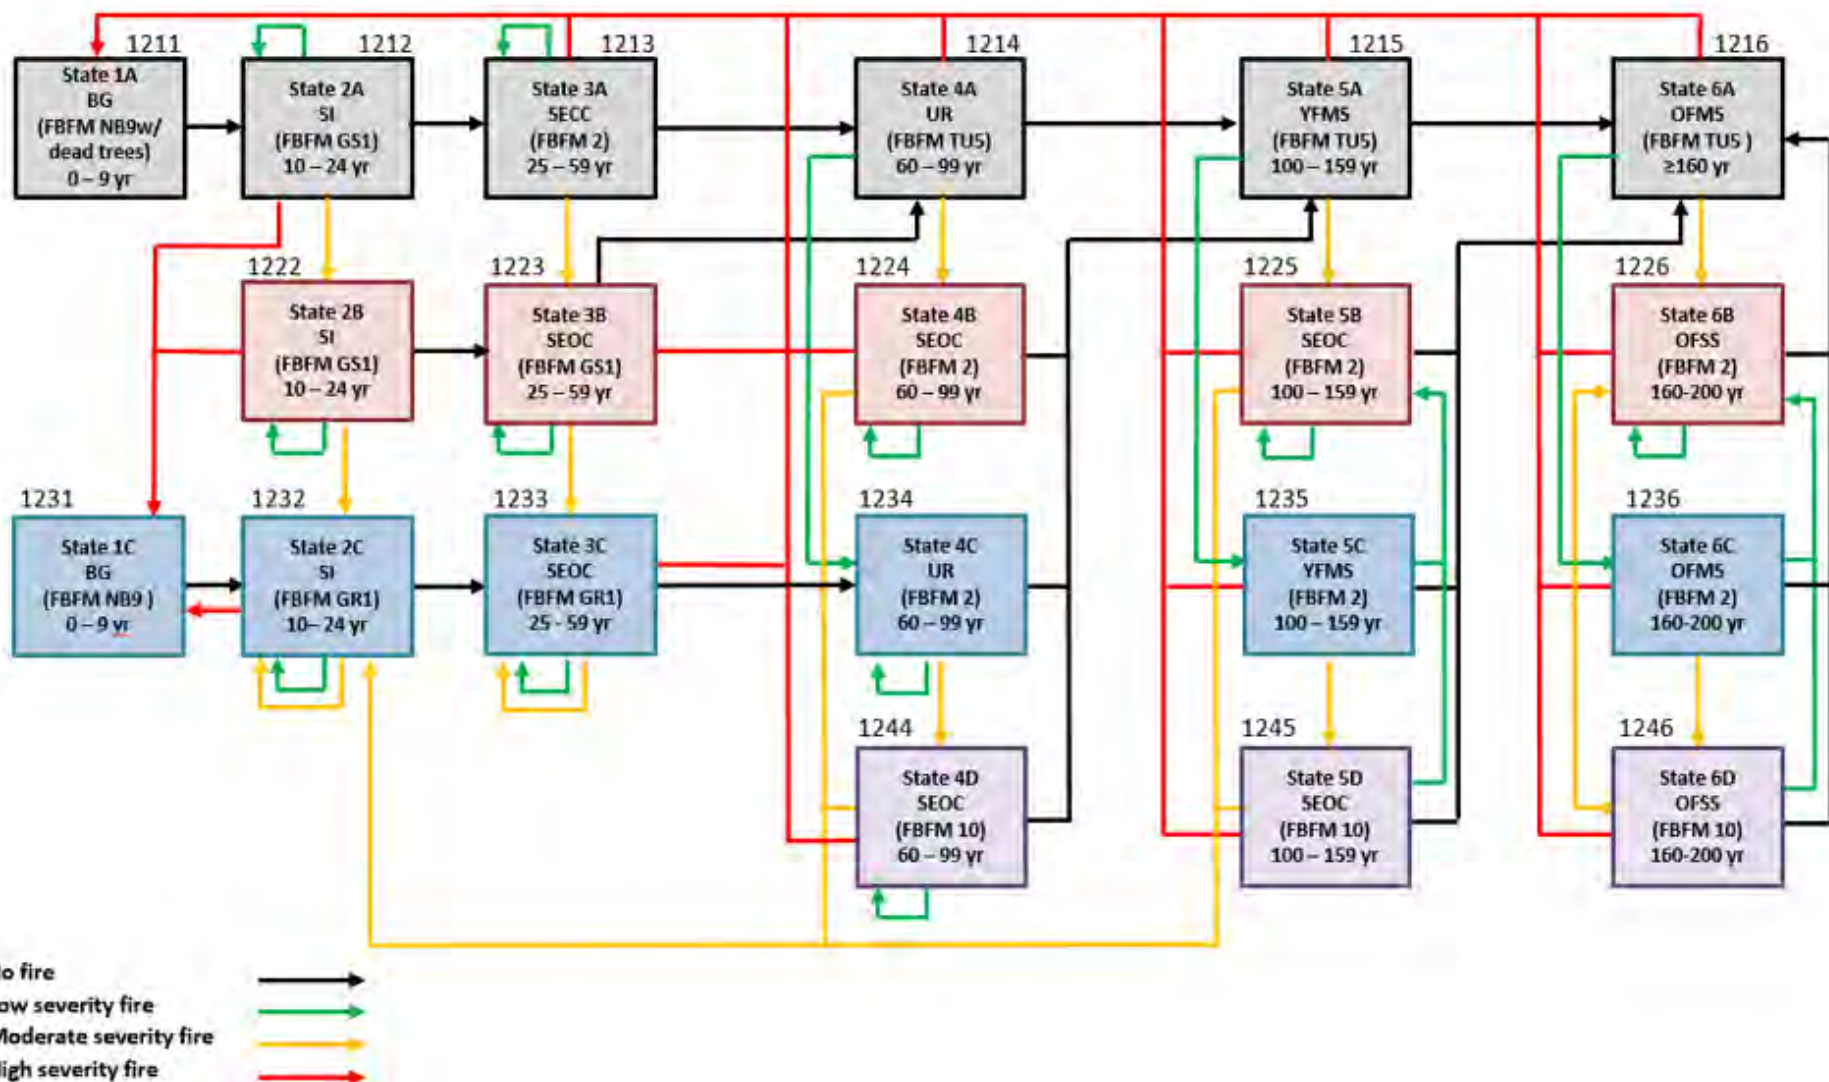 1211
1212
1213
1214
1215
1216
State 1A
BG
(FBFM NB9w/
dead trees)
0 – 9 yr
State 2A
SI
(FBFM GS1)
10 – 24 yr
State 3A
SECC
(FBFM 2)
25 – 59 yr
State 4A
UR
(FBFM TU5)
60 – 99 yr
State 5A
YFMS
(FBFM TU5)
100 – 159 yr
State 6A
OFMS
(FBFM TU5 )
≥160 yr
1222
1223
1224
1225
1226
State 2B
SI
(FBFM GS1)
10 – 24 yr
State 3B
SEOC
(FBFM GS1)
25 – 59 yr
State 4B
SEOC
(FBFM 2)
60 – 99 yr
State 5B
SEOC
(FBFM 2)
100 – 159 yr
State 6B
OFSS
(FBFM 2)
160-200 yr
1231
1232
1233
1234
1235
1236
State 1C
BG
(FBFM NB9 )
0 – 9 yr
State 2C
SI
(FBFM GR1)
10– 24 yr
State 3C
SEOC
(FBFM GR1)
25 - 59 yr
State 4C
UR
(FBFM 2)
60 – 99 yr
State 5C
YFMS
(FBFM 2)
100 – 159 yr
State 6C
OFMS
(FBFM 2)
160-200 yr
1244
1245
1246
State 4D
SEOC
(FBFM 10)
60 – 99 yr
State 5D
SEOC
(FBFM 10)
100 – 159 yr
State 6D
OFSS
(FBFM 10)
160-200 yr
o fire
ow severity fire
Moderate severity fire
igh severity fire